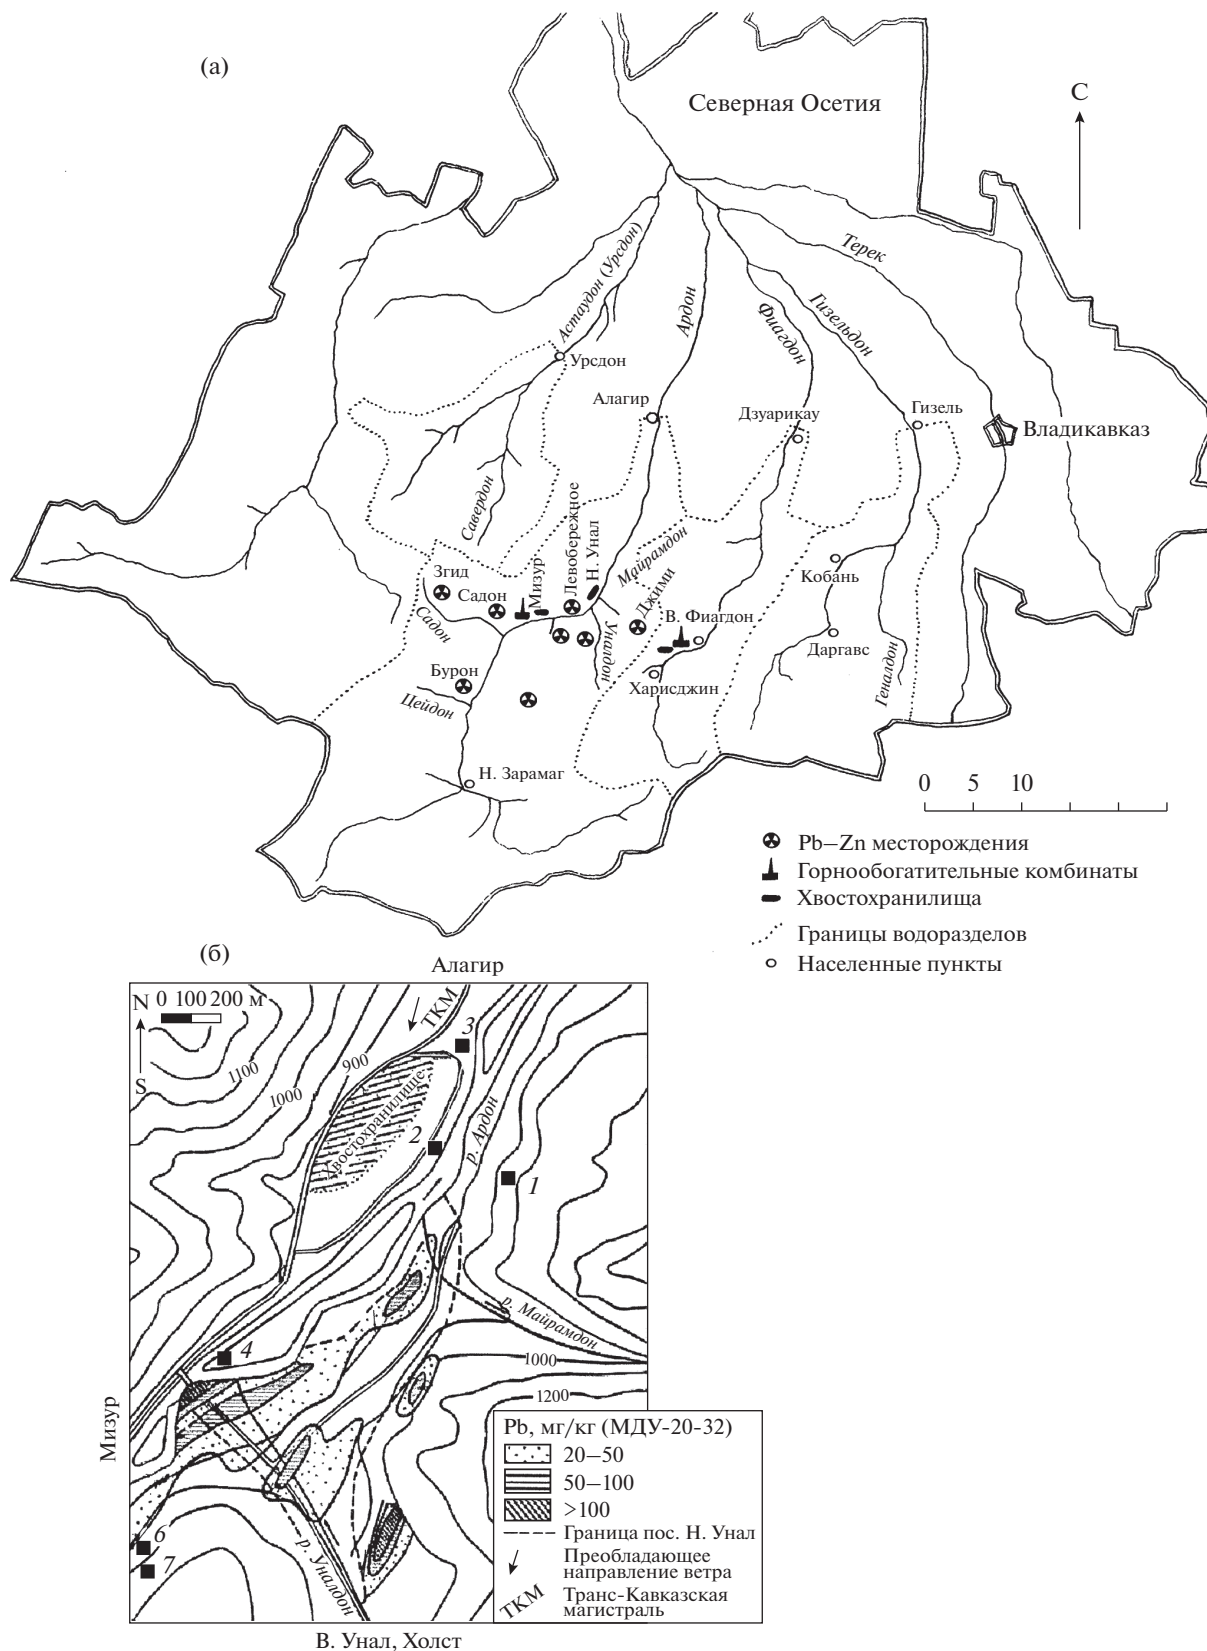 (а)
Северная Осетия
С
Астаудон (Урсдон)
Ардон
Фиагдон
Гизельдон
Терек
Урсдон
Алагир
Дзуарикау
Гизель
Владикавказ
Савердон
Згид
Садон
Садон
Мизур
Левобережное
Н. Унал
Майрамдон
Джими
Уналдон
В. Фиагдон
Харисджин
Кобань
Даргавс
Геналдон
Бурон
Цейдон
Н. Зарамаг
0 5 10
Pb–Zn месторождения
Горнообогатительные комбинаты
Хвостохранилища
Границы водоразделов
Населенные пункты
(б)
Алагир
N
S
0 100 200 м
ТКМ
3
900
1100
1000
Хвостохранилище
2
р. Ардон
1
р. Майрамдон
4
1000
1200
Мизур
6
7
р. Уналдон
Pb, мг/кг (МДУ-20-32)
20–50
50–100
>100
Граница пос. Н. Унал
Преобладающее
направление ветра
ТКМ
Транс-Кавказская
магистраль
В. Унал, Холст